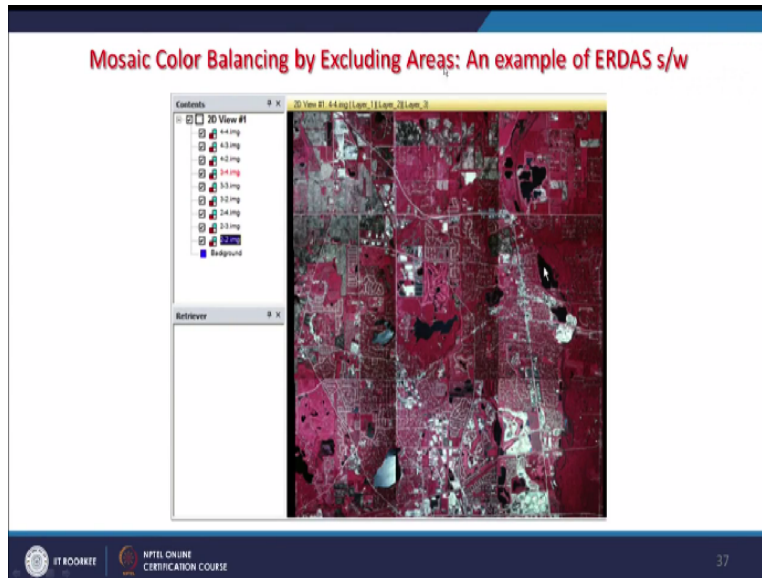 Mosaic Color Balancing by Excluding Areas: An example of ERDAS s/w
Contents
2D View #1: 4-4.img (:Layer_1)(:Layer_2)(:Layer_3)
2D View #1
4-4.img
4-3.img
4-2.img
3-4.img
3-3.img
3-2.img
2-4.img
2-3.img
2-2.img
Background
Retriever
IIT ROORKEE
NPTEL ONLINE
CERTIFICATION COURSE
37